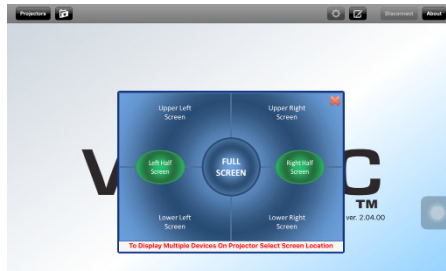 Projectors
Disconnect
About
Upper Left
Screen
Upper Right
Screen
Left Half
Screen
FULL
SCREEN
Right Half
Screen
Lower Left
Screen
Lower Right
Screen
V
C
TM
ver. 2.04.00
To Display Multiple Devices On Projector Select Screen Location